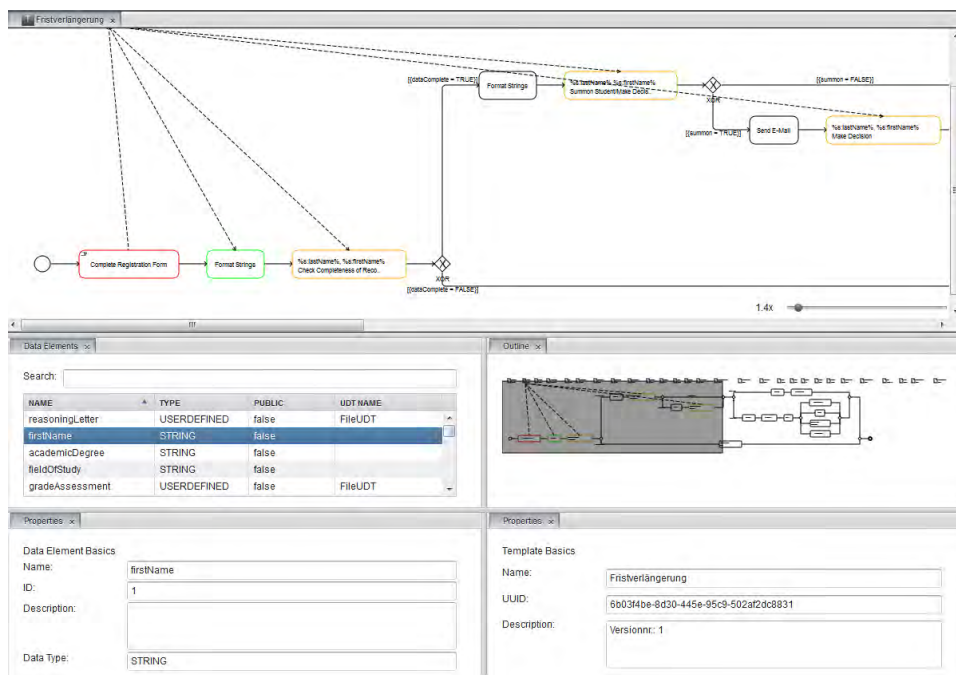 Fristverlängerung
[[dataComplete = TRUE]]
Format Strings
%s:lastName%, %s:firstName%
Summon Student/Make Decis..
XOR
[[summon = FALSE]]
[[summon = TRUE]]
Send E-Mail
%s:lastName%, %s:firstName%
Make Decision
Complete Registration Form
Format Strings
%s:lastName%, %s:firstName%
Check Completeness of Reco..
XOR
[[dataComplete = FALSE]]
1.4x
Data Elements
Search:
NAME TYPE PUBLIC UDT NAME
reasoningLetter USERDEFINED false FileUDT
firstName STRING false
academicDegree STRING false
fieldOfStudy STRING false
gradeAssessment USERDEFINED false FileUDT
Outline
Properties
Data Element Basics
Name: firstName
ID: 1
Description:
Data Type: STRING
Properties
Template Basics
Name: Fristverlängerung
UUID: 6b03f4be-8d30-445e-95c9-502af2dc8831
Description: Versionnr.: 1